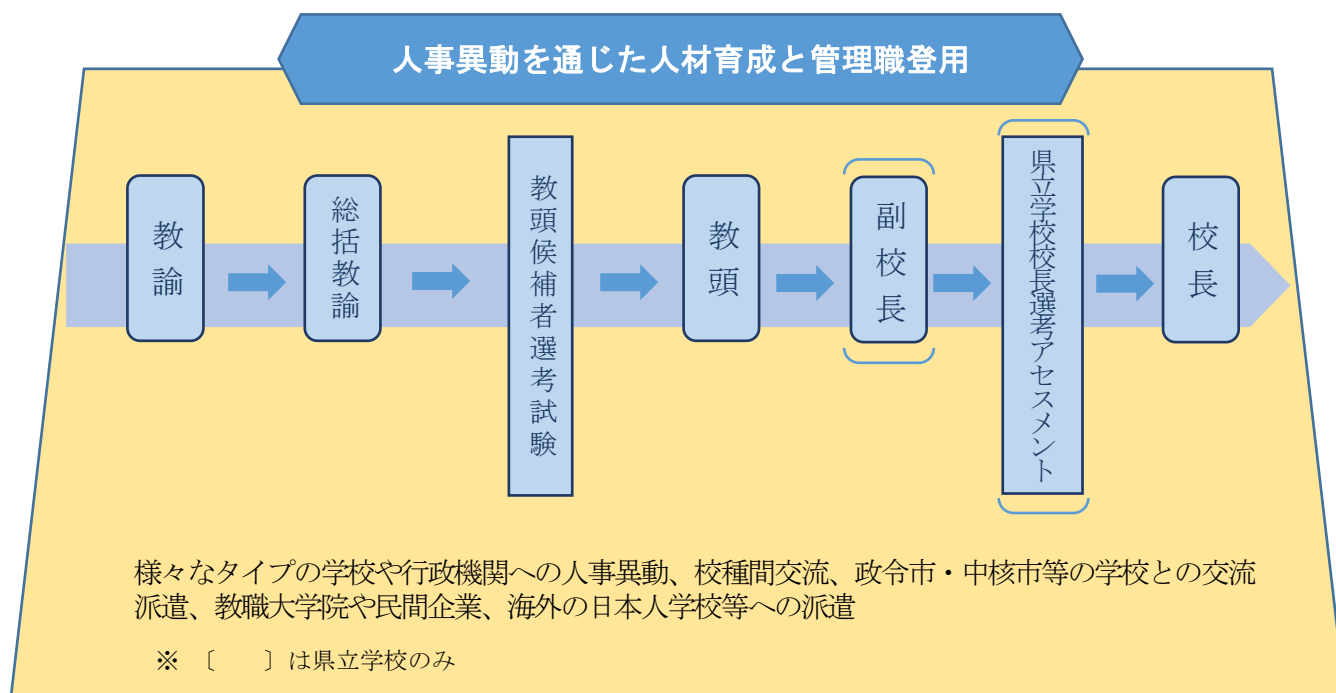 人事異動を通じた人材育成と管理職登用
教諭
総括教諭
教頭候補者選考試験
教頭
副校長
県立学校校長選考アセスメント
校長
様々なタイプの学校や行政機関への人事異動、校種間交流、政令市・中核市等の学校との交流
派遣、教職大学院や民間企業、海外の日本人学校等への派遣
※ 〔　　〕は県立学校のみ